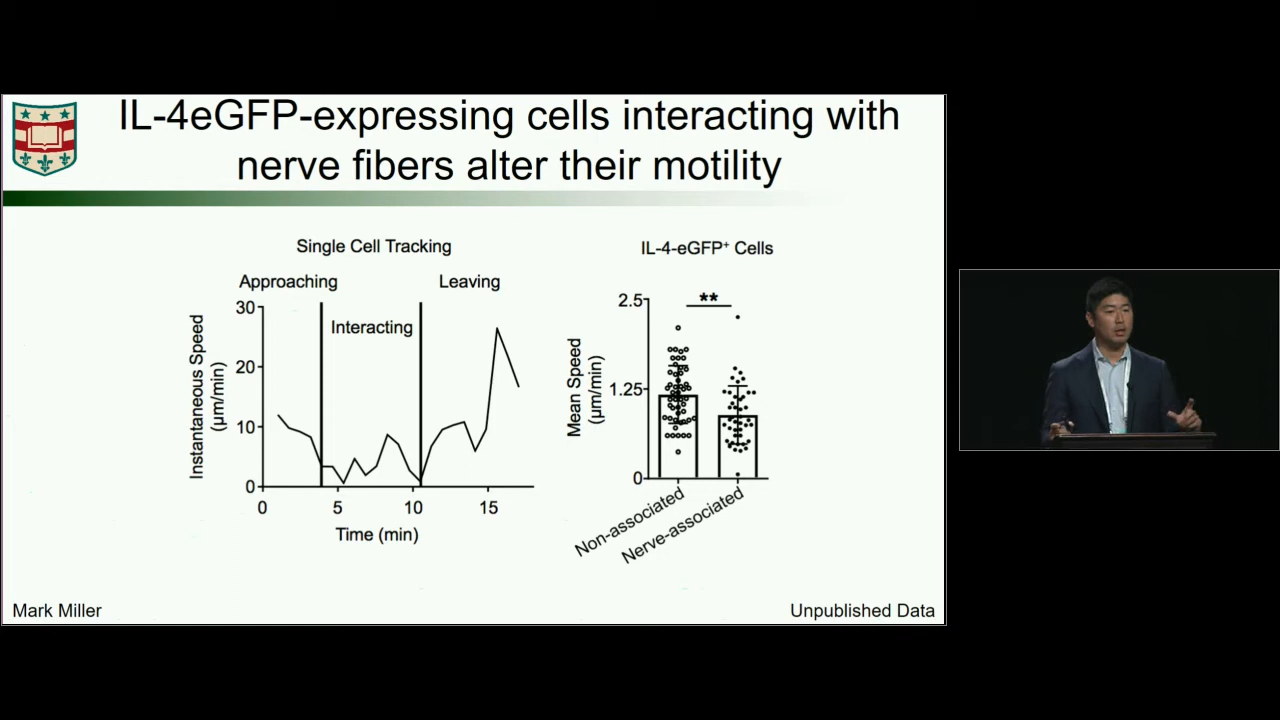 IL-4eGFP-expressing cells interacting with
nerve fibers alter their motility
Single Cell Tracking
Approaching
Leaving
Interacting
Instantaneous Speed
(μm/min)
30
20
10
0
0
5
10
15
Time (min)
IL-4-eGFP⁺ Cells
**
Mean Speed
(μm/min)
2.5
1.25
0
Non-associated
Nerve-associated
Mark Miller
Unpublished Data